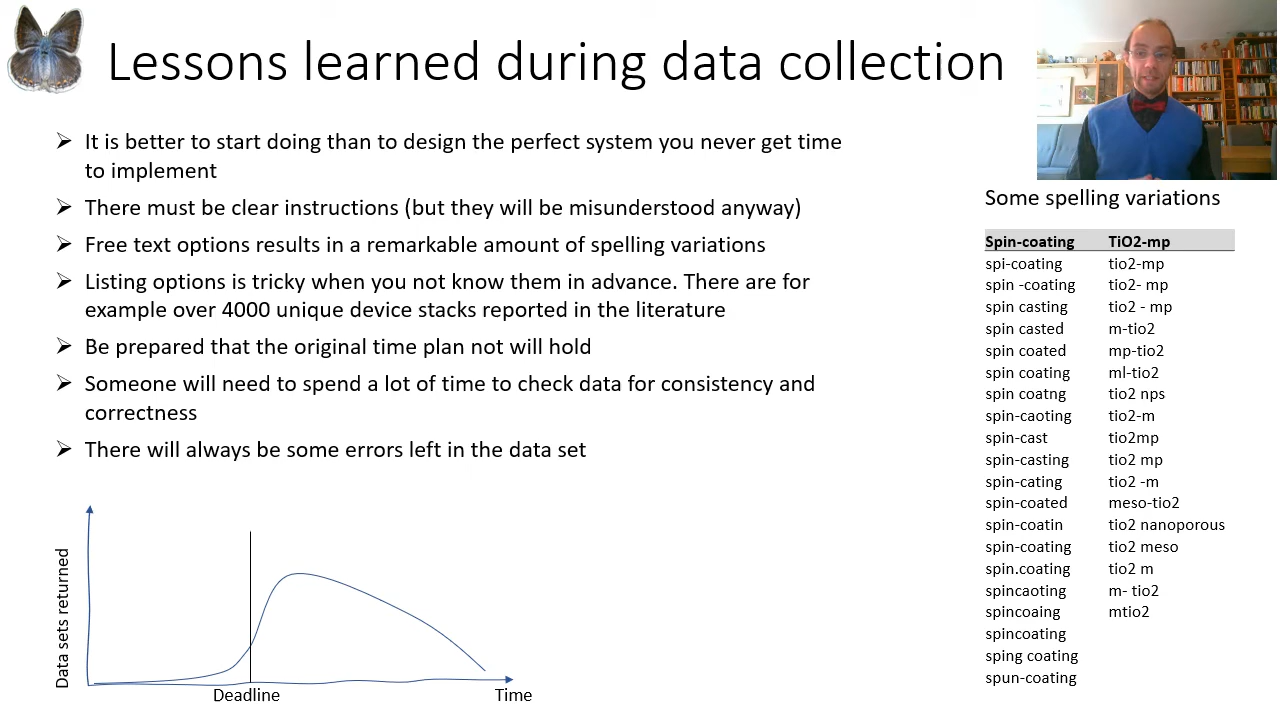 Lessons learned during data collection
It is better to start doing than to design the perfect system you never get time
to implement
There must be clear instructions (but they will be misunderstood anyway)
Free text options results in a remarkable amount of spelling variations
Listing options is tricky when you not know them in advance. There are for
example over 4000 unique device stacks reported in the literature
Be prepared that the original time plan not will hold
Someone will need to spend a lot of time to check data for consistency and
correctness
There will always be some errors left in the data set
Data sets returned
Deadline
Time
Some spelling variations
Spin-coating TiO2-mp
spi-coating tio2-mp
spin -coating tio2- mp
spin casting tio2 - mp
spin casted m-tio2
spin coated mp-tio2
spin coating ml-tio2
spin coatng tio2 nps
spin-caoting tio2-m
spin-cast tio2mp
spin-casting tio2 mp
spin-cating tio2 -m
spin-coated meso-tio2
spin-coatin tio2 nanoporous
spin-coating tio2 meso
spin.coating tio2 m
spincaoting m- tio2
spincoaing mtio2
spincoating
sping coating
spun-coating